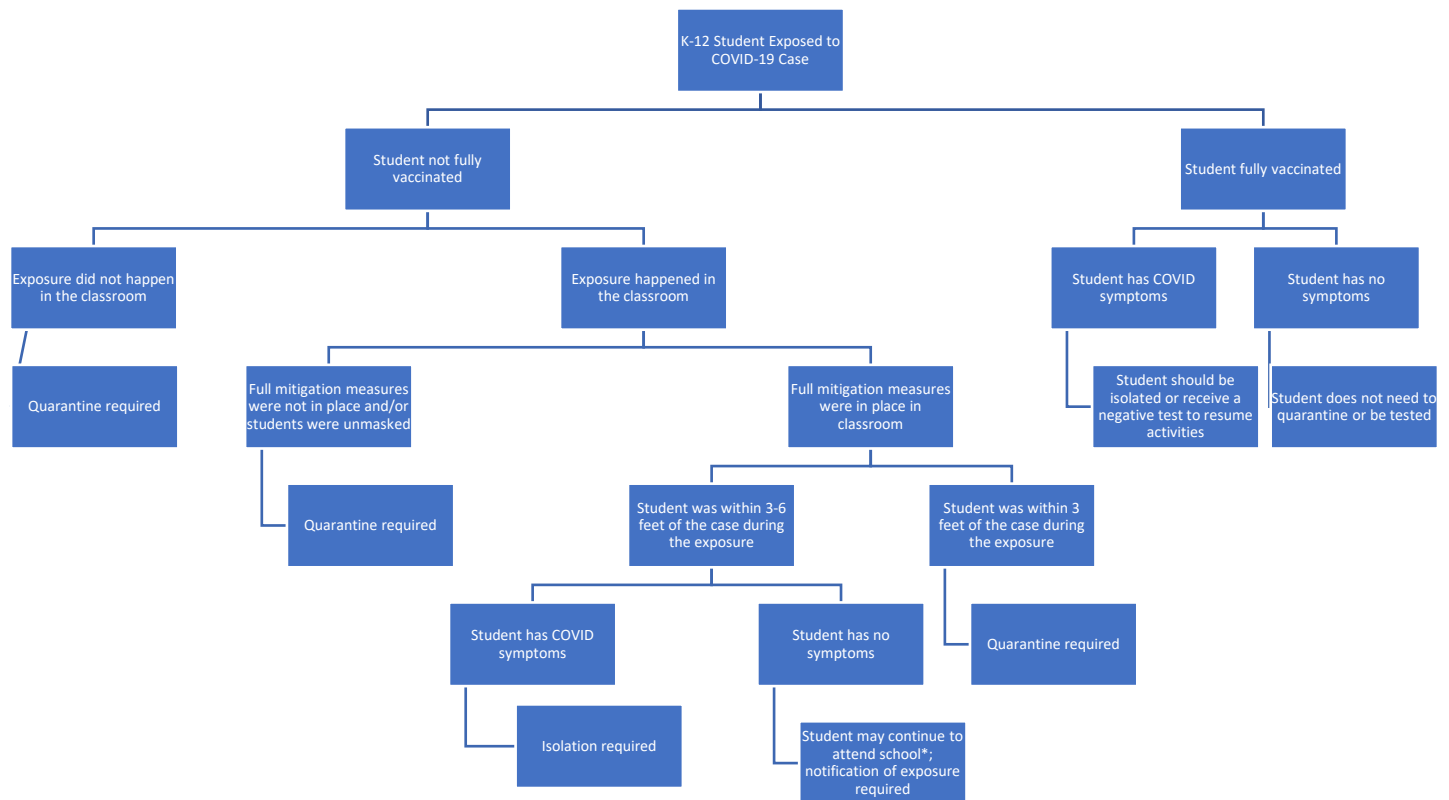 K-12 Student Exposed to
COVID-19 Case
Student not fully
vaccinated
Student fully vaccinated
Exposure did not happen
in the classroom
Exposure happened in
the classroom
Student has COVID
symptoms
Student has no
symptoms
Quarantine required
Full mitigation measures
were not in place and/or
students were unmasked
Full mitigation measures
were in place in
classroom
Student should be
isolated or receive a
negative test to resume
activities
Student does not need to
quarantine or be tested
Quarantine required
Student was within 3-6
feet of the case during
the exposure
Student was within 3
feet of the case during
the exposure
Student has COVID
symptoms
Student has no
symptoms
Quarantine required
Isolation required
Student may continue to
attend school*;
notification of exposure
required